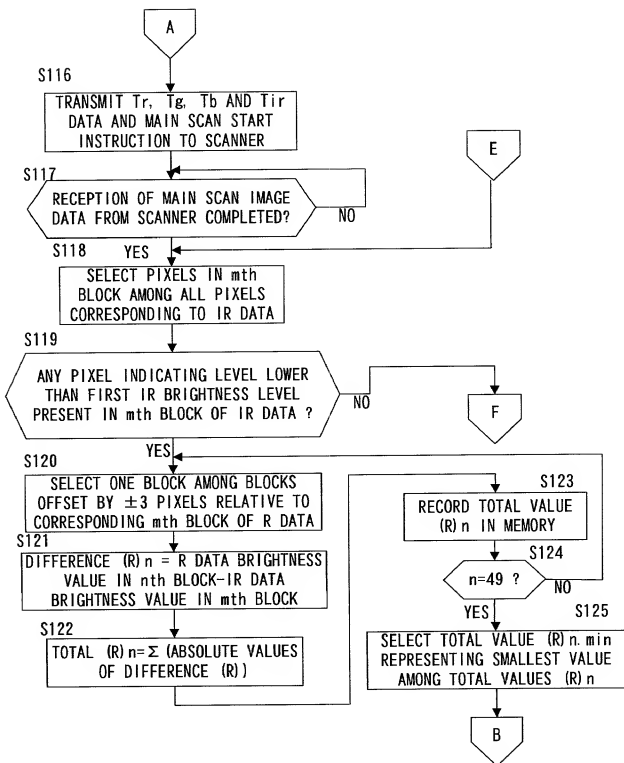 A
S116
TRANSMIT Tr, Tg, Tb AND Tir
DATA AND MAIN SCAN START
INSTRUCTION TO SCANNER
E
S117
RECEPTION OF MAIN SCAN IMAGE
DATA FROM SCANNER COMPLETED?
NO
YES
S118
SELECT PIXELS IN mth
BLOCK AMONG ALL PIXELS
CORRESPONDING TO IR DATA
S119
ANY PIXEL INDICATING LEVEL LOWER
THAN FIRST IR BRIGHTNESS LEVEL
PRESENT IN mth BLOCK OF IR DATA ?
NO
F
YES
S120
SELECT ONE BLOCK AMONG BLOCKS
OFFSET BY ±3 PIXELS RELATIVE TO
CORRESPONDING mth BLOCK OF R DATA
S121
DIFFERENCE (R)n = R DATA BRIGHTNESS
VALUE IN nth BLOCK-IR DATA
BRIGHTNESS VALUE IN mth BLOCK
S122
TOTAL (R)n=Σ (ABSOLUTE VALUES
OF DIFFERENCE (R))
S123
RECORD TOTAL VALUE
(R)n IN MEMORY
S124
n=49 ?
NO
YES
S125
SELECT TOTAL VALUE (R)n.min
REPRESENTING SMALLEST VALUE
AMONG TOTAL VALUES (R)n
B